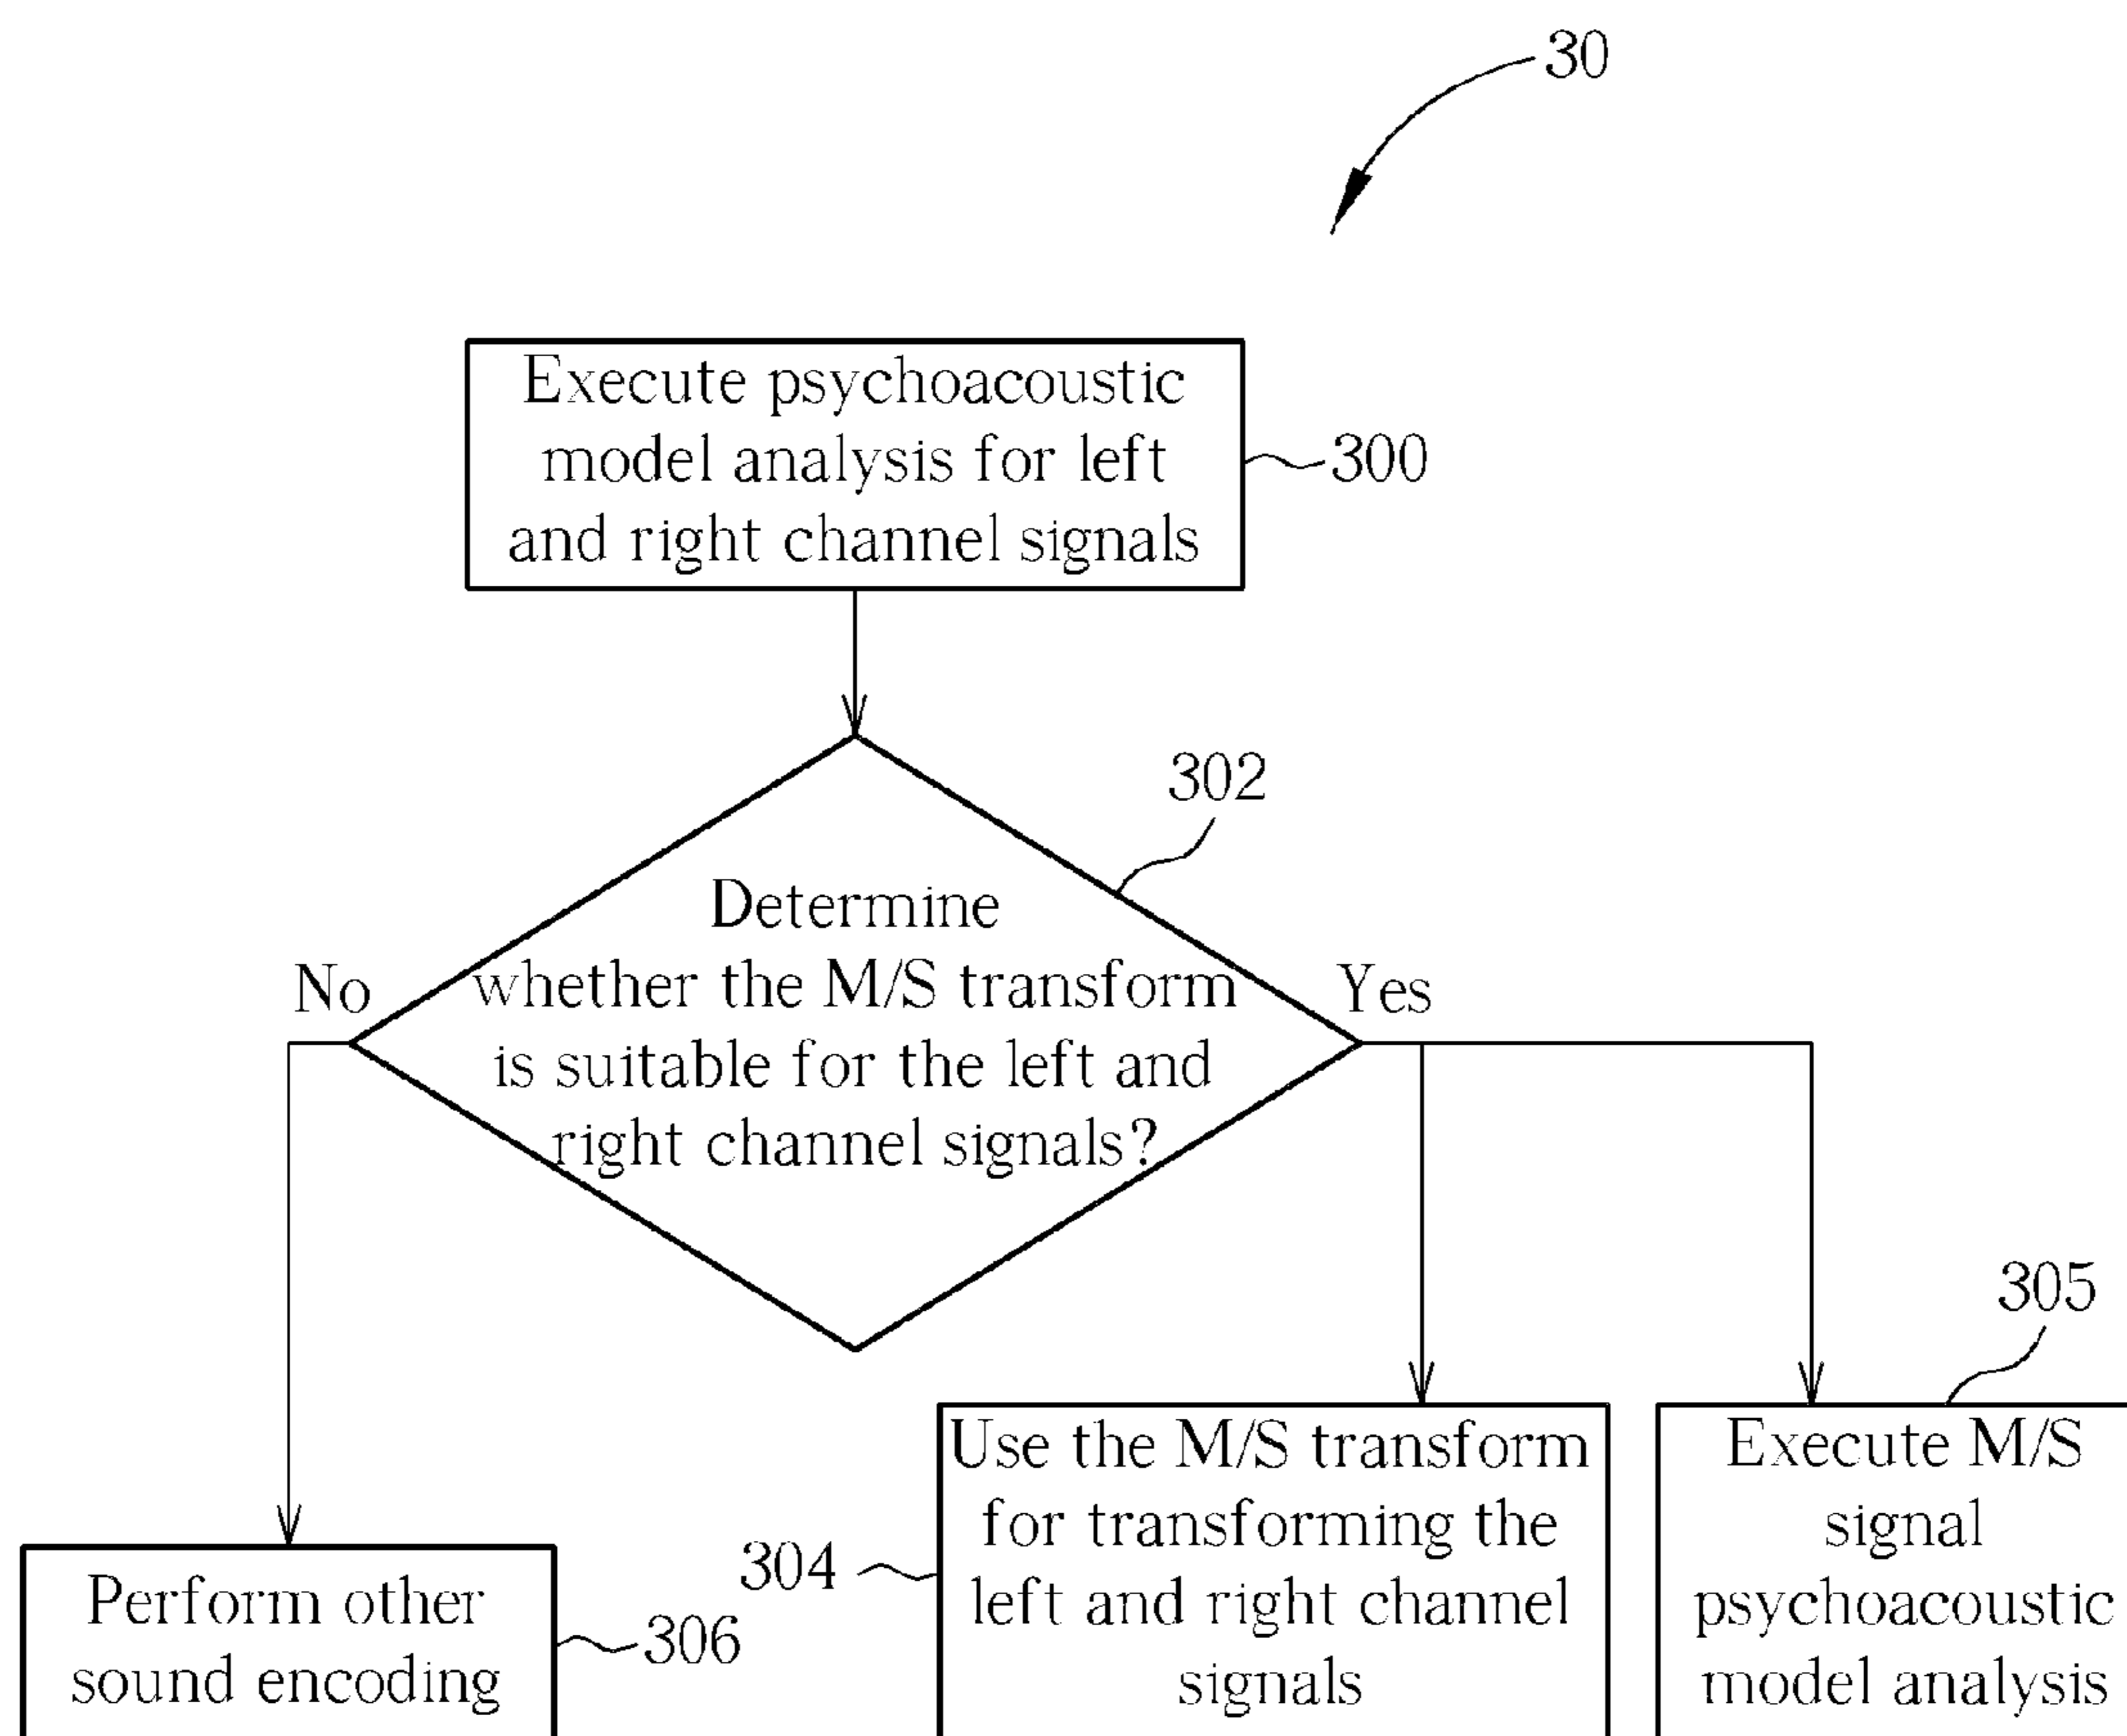 30
Execute psychoacoustic
model analysis for left
and right channel signals
300
302
Determine
whether the M/S transform
is suitable for the left and
right channel signals?
No
Yes
305
Use the M/S transform
for transforming the
left and right channel
signals
304
Execute M/S
signal
psychoacoustic
model analysis
Perform other
sound encoding
306